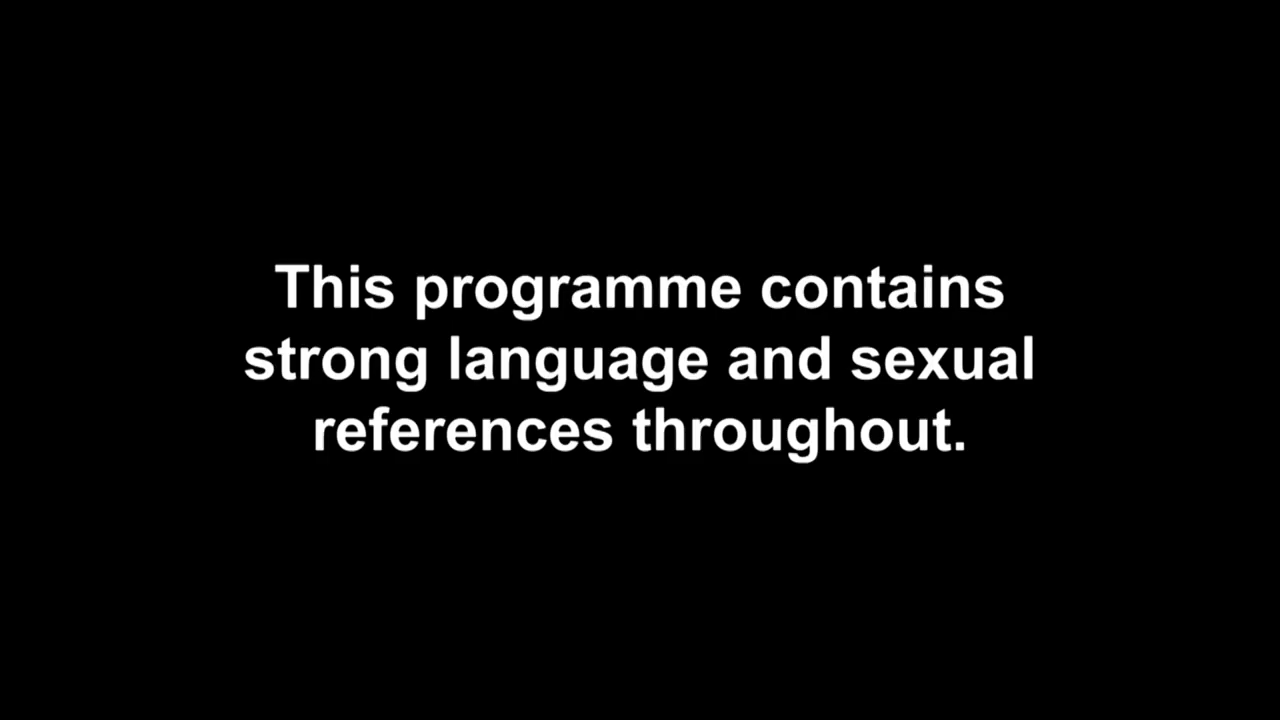 This programme contains
strong language and sexual
references throughout.